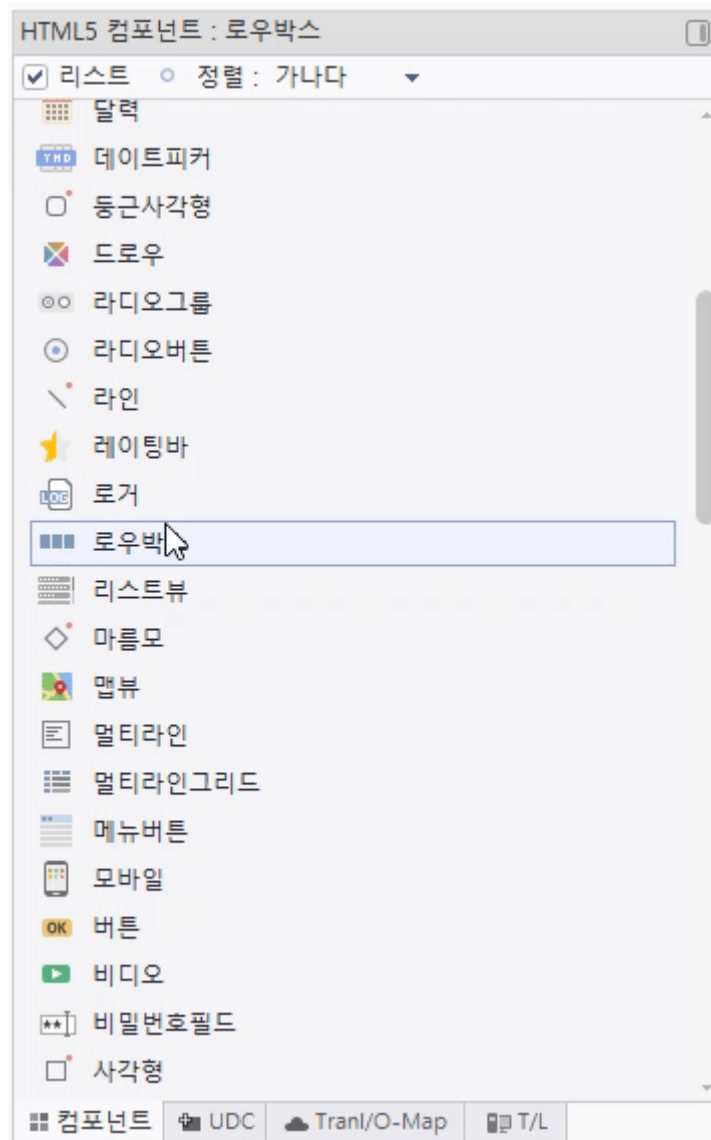 HTML5 컴포넌트 : 로우박스
리스트 정렬 : 가나다
달력
YMD 데이트피커
둥근사각형
드로우
라디오그룹
라디오버튼
라인
레이팅바
LOG 로거
로우박
리스트뷰
마름모
맵뷰
멀티라인
멀티라인그리드
메뉴버튼
모바일
OK 버튼
비디오
** 비밀번호필드
사각형
컴포넌트 UDC Tranl/O-Map T/L